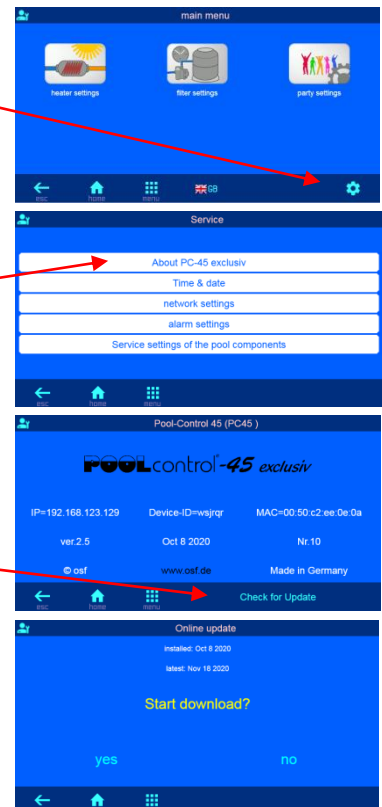 main menu
heater settings
filter settings
party settings
esc
home
menu
GB
Service
About PC-45 exclusiv
Time & date
network settings
alarm settings
Service settings of the pool components
esc
home
menu
Pool-Control 45 (PC45 )
POOLcontrol-45 exclusiv
IP=192.168.123.129 Device-ID=wsjrqr MAC=00:50:c2:ee:0e:0a
ver.2.5 Oct 8 2020 Nr.10
© osf www.osf.de Made in Germany
esc
home
menu
Check for Update
Online update
installed: Oct 8 2020
latest: Nov 18 2020
Start download?
yes no